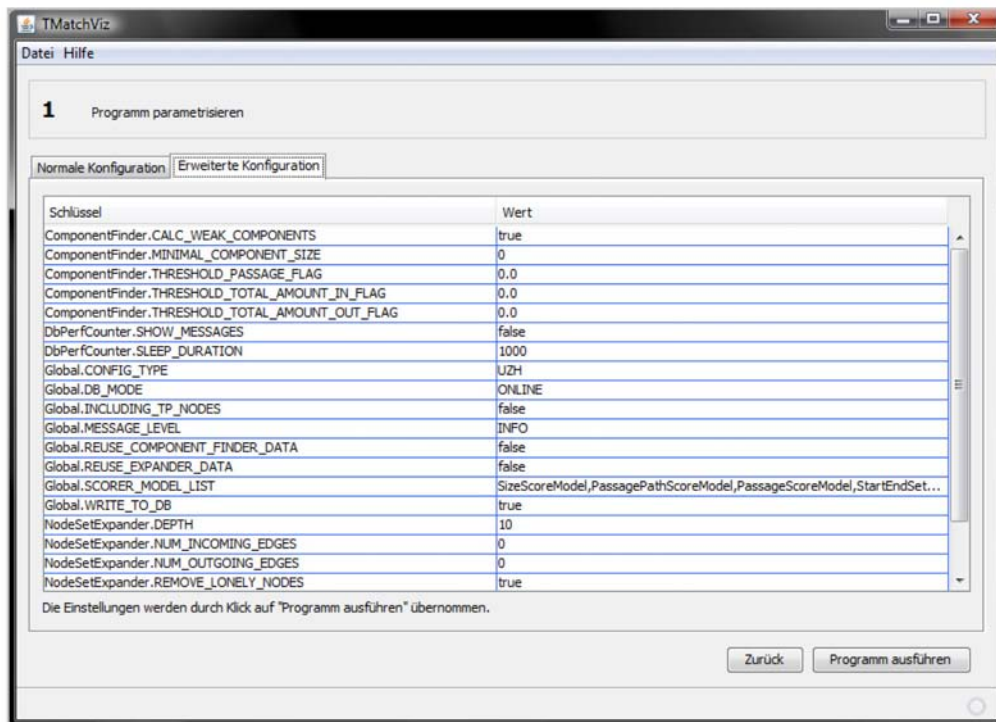 TMatchViz
Datei Hilfe
1 Programm parametrisieren
Normale Konfiguration Erweiterte Konfiguration
Schlüssel Wert
ComponentFinder.CALC_WEAK_COMPONENTS true
ComponentFinder.MINIMAL_COMPONENT_SIZE 0
ComponentFinder.THRESHOLD_PASSAGE_FLAG 0.0
ComponentFinder.THRESHOLD_TOTAL_AMOUNT_IN_FLAG 0.0
ComponentFinder.THRESHOLD_TOTAL_AMOUNT_OUT_FLAG 0.0
DbPerfCounter.SHOW_MESSAGES false
DbPerfCounter.SLEEP_DURATION 1000
Global.CONFIG_TYPE UZH
Global.DB_MODE ONLINE
Global.INCLUDING_TP_NODES false
Global.MESSAGE_LEVEL INFO
Global.REUSE_COMPONENT_FINDER_DATA false
Global.REUSE_EXPANDER_DATA false
Global.SCORER_MODEL_LIST SizeScoreModel,PassagePathScoreModel,PassageScoreModel,StartEndSet...
Global.WRITE_TO_DB true
NodeSetExpander.DEPTH 10
NodeSetExpander.NUM_INCOMING_EDGES 0
NodeSetExpander.NUM_OUTGOING_EDGES 0
NodeSetExpander.REMOVE_LONELY_NODES true
Die Einstellungen werden durch Klick auf "Programm ausführen" übernommen.
Zurück Programm ausführen